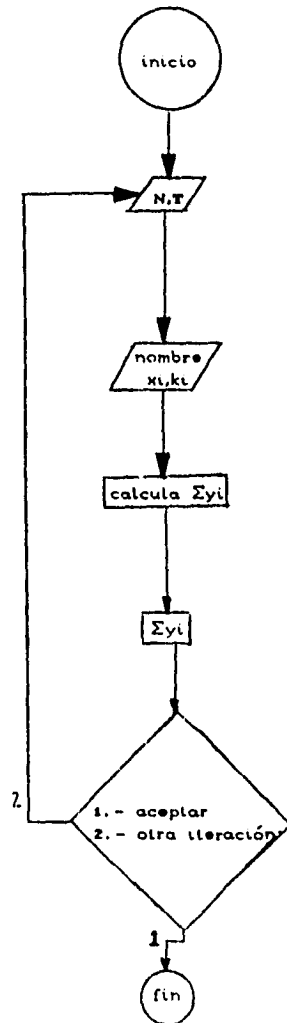 inicio
N,T
nombre
xi,ki
calcula Σyi
Σyi
1.- aceptar
2.- otra iteración
2
1
fin